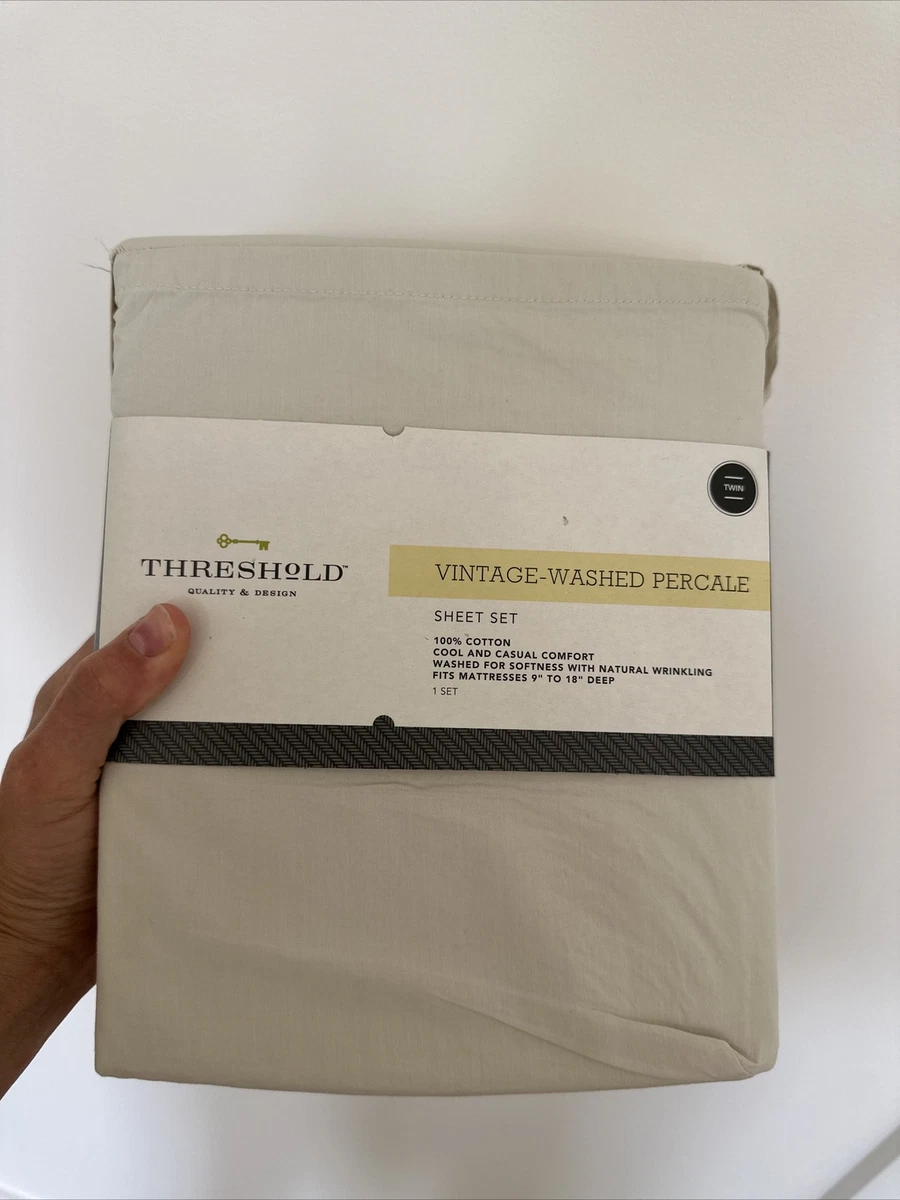 TWIN
THRESHOLD™
QUALITY & DESIGN
VINTAGE-WASHED PERCALE
SHEET SET
100% COTTON
COOL AND CASUAL COMFORT
WASHED FOR SOFTNESS WITH NATURAL WRINKLING
FITS MATTRESSES 9" TO 18" DEEP
1 SET